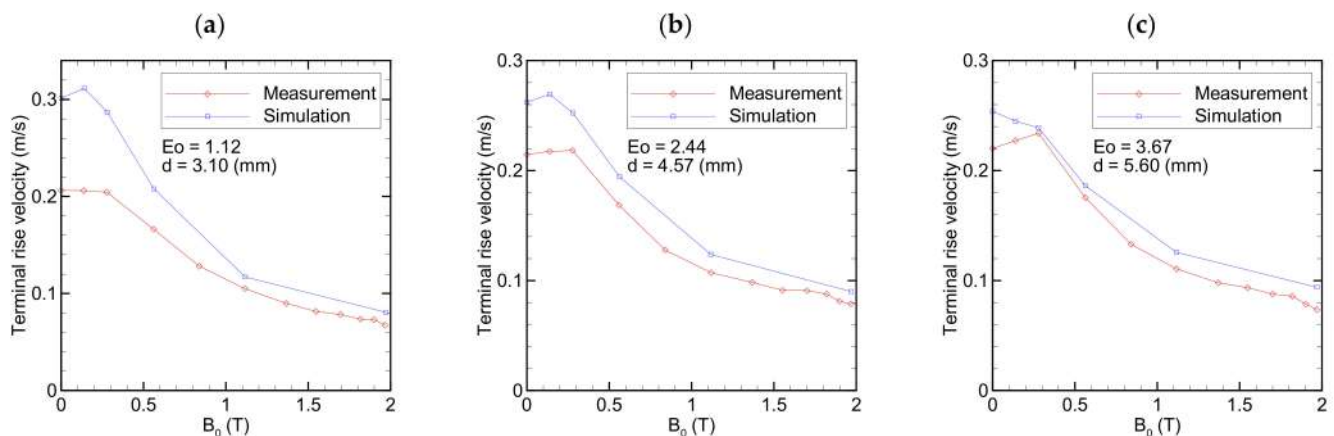 (a)
0.3
0.2
0.1
0
Terminal rise velocity (m/s)
Measurement
Simulation
Eo = 1.12
d = 3.10 (mm)
0 0.5 1 1.5 2
B₀ (T)
(b)
0.3
0.2
0.1
0
Terminal rise velocity (m/s)
Measurement
Simulation
Eo = 2.44
d = 4.57 (mm)
0 0.5 1 1.5 2
B₀ (T)
(c)
0.3
0.2
0.1
0
Terminal rise velocity (m/s)
Measurement
Simulation
Eo = 3.67
d = 5.60 (mm)
0 0.5 1 1.5 2
B₀ (T)